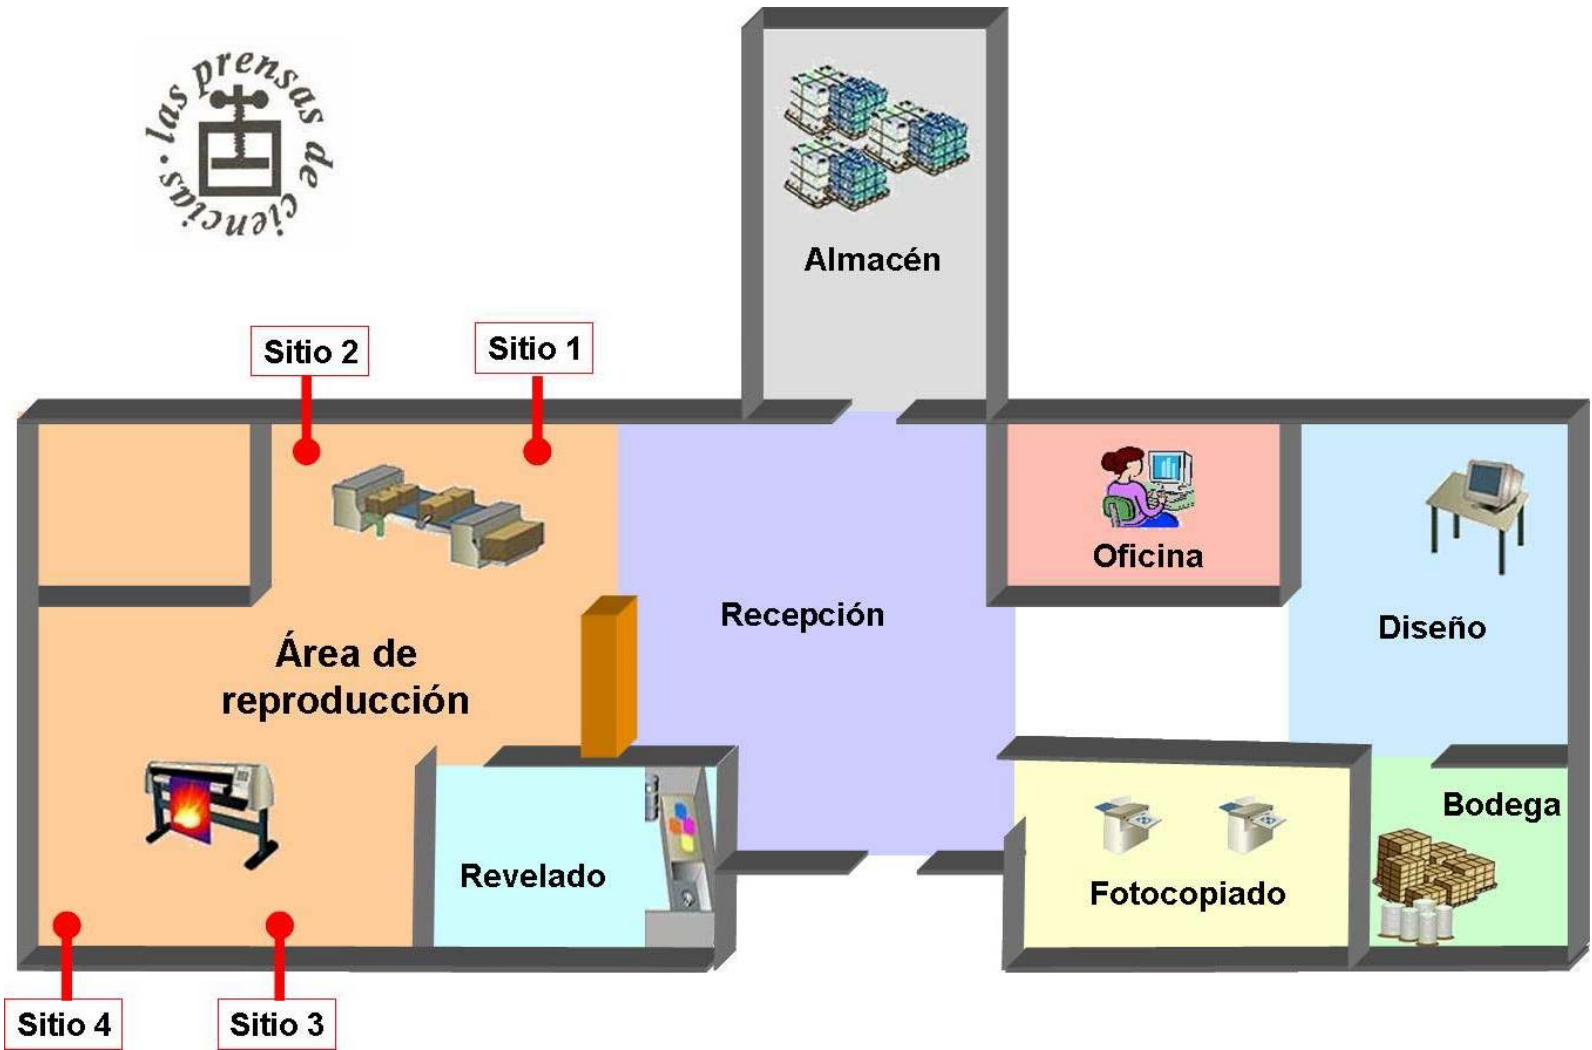 las prensas de ciencias.
Almacén
Sitio 2
Sitio 1
Oficina
Recepción
Diseño
Área de
reproducción
Bodega
Revelado
Fotocopiado
Sitio 4
Sitio 3